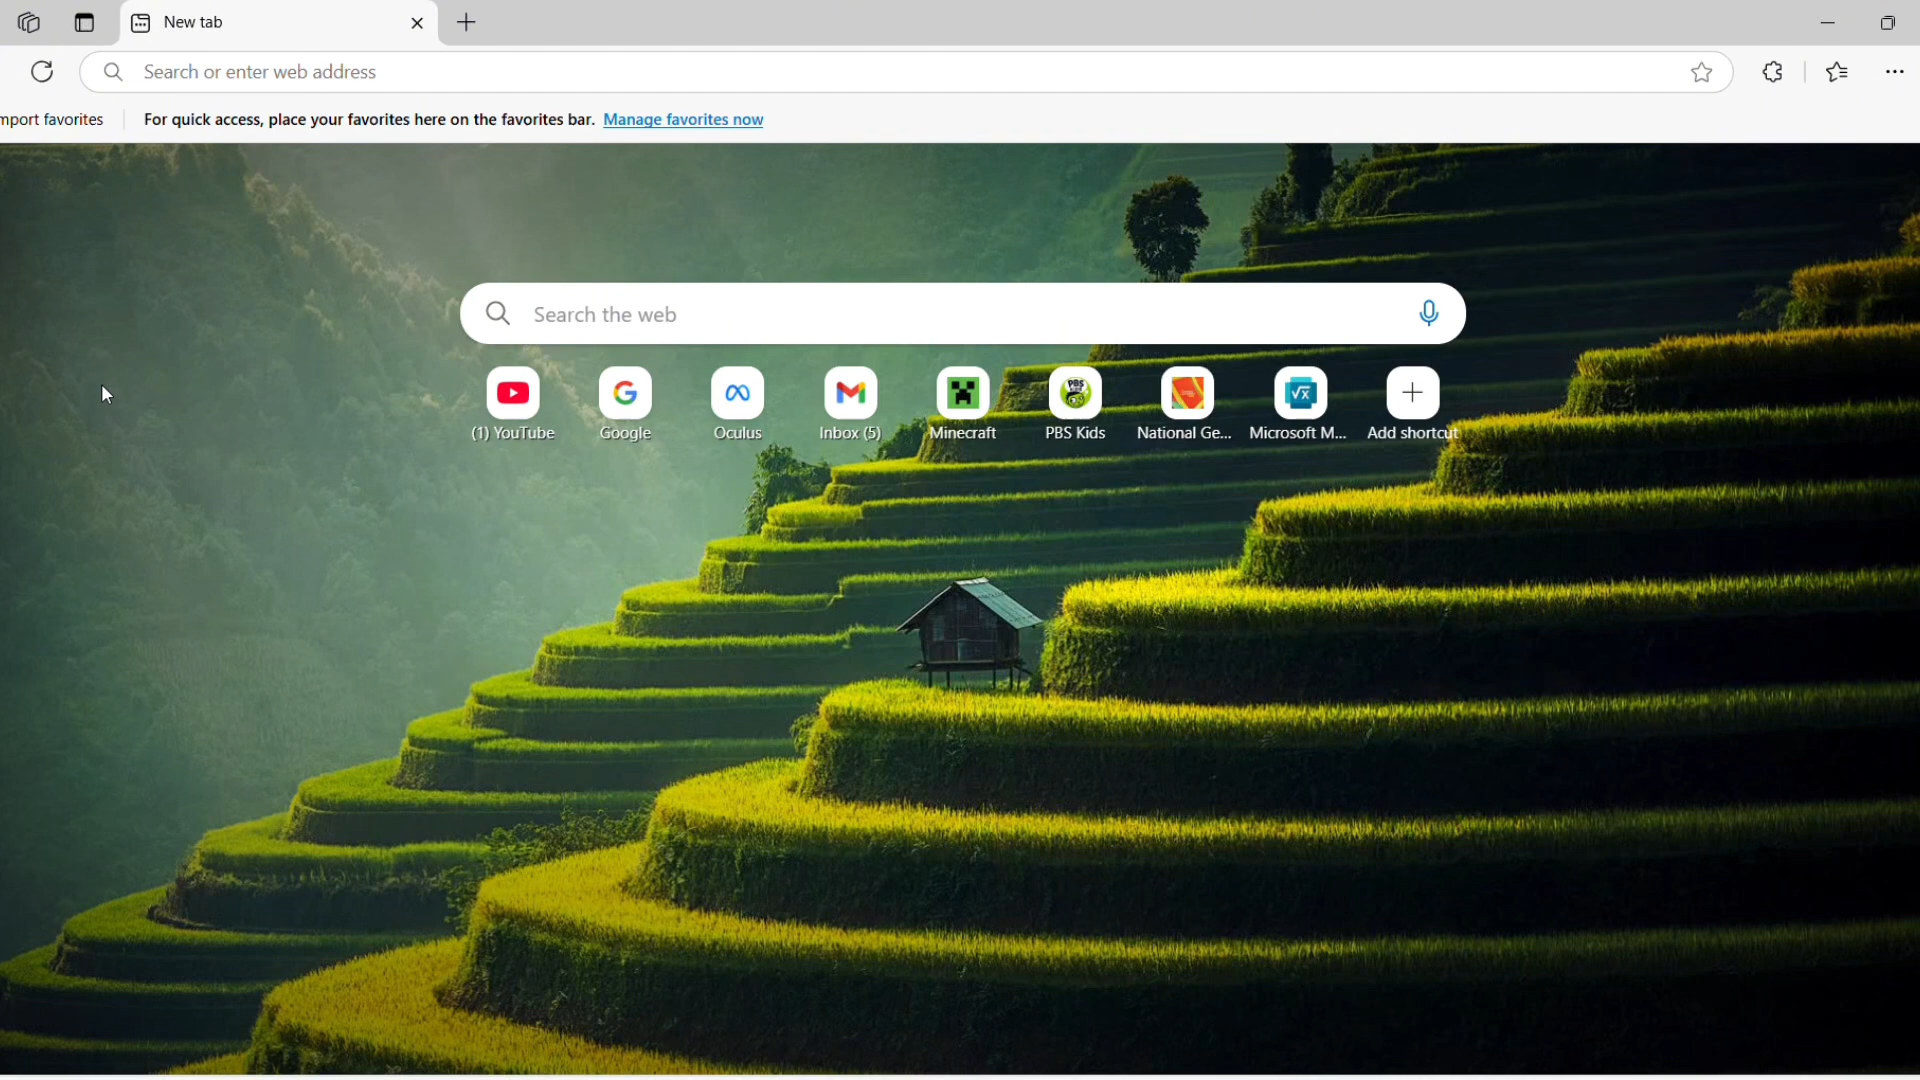 New tab
Search or enter web address
mport favorites
For quick access, place your favorites here on the favorites bar. Manage favorites now
Search the web
(1) YouTube
Google
Oculus
Inbox (5)
Minecraft
PBS Kids
National Ge...
Microsoft M...
Add shortcut